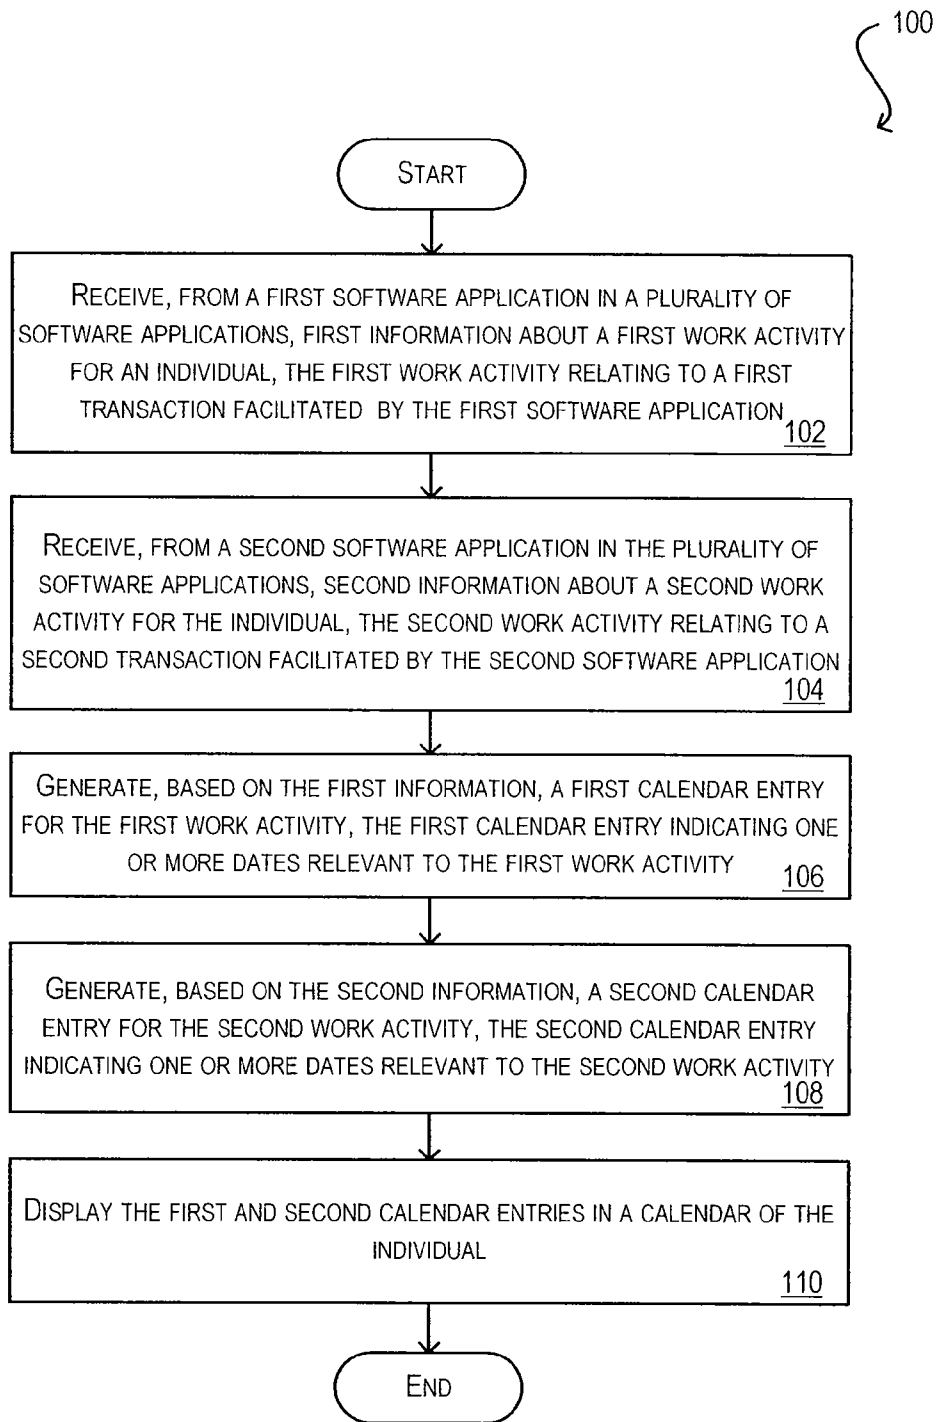 100
START
RECEIVE, FROM A FIRST SOFTWARE APPLICATION IN A PLURALITY OF
SOFTWARE APPLICATIONS, FIRST INFORMATION ABOUT A FIRST WORK ACTIVITY
FOR AN INDIVIDUAL, THE FIRST WORK ACTIVITY RELATING TO A FIRST
TRANSACTION FACILITATED BY THE FIRST SOFTWARE APPLICATION
102
RECEIVE, FROM A SECOND SOFTWARE APPLICATION IN THE PLURALITY OF
SOFTWARE APPLICATIONS, SECOND INFORMATION ABOUT A SECOND WORK
ACTIVITY FOR THE INDIVIDUAL, THE SECOND WORK ACTIVITY RELATING TO A
SECOND TRANSACTION FACILITATED BY THE SECOND SOFTWARE APPLICATION
104
GENERATE, BASED ON THE FIRST INFORMATION, A FIRST CALENDAR ENTRY
FOR THE FIRST WORK ACTIVITY, THE FIRST CALENDAR ENTRY INDICATING ONE
OR MORE DATES RELEVANT TO THE FIRST WORK ACTIVITY
106
GENERATE, BASED ON THE SECOND INFORMATION, A SECOND CALENDAR
ENTRY FOR THE SECOND WORK ACTIVITY, THE SECOND CALENDAR ENTRY
INDICATING ONE OR MORE DATES RELEVANT TO THE SECOND WORK ACTIVITY
108
DISPLAY THE FIRST AND SECOND CALENDAR ENTRIES IN A CALENDAR OF THE
INDIVIDUAL
110
END